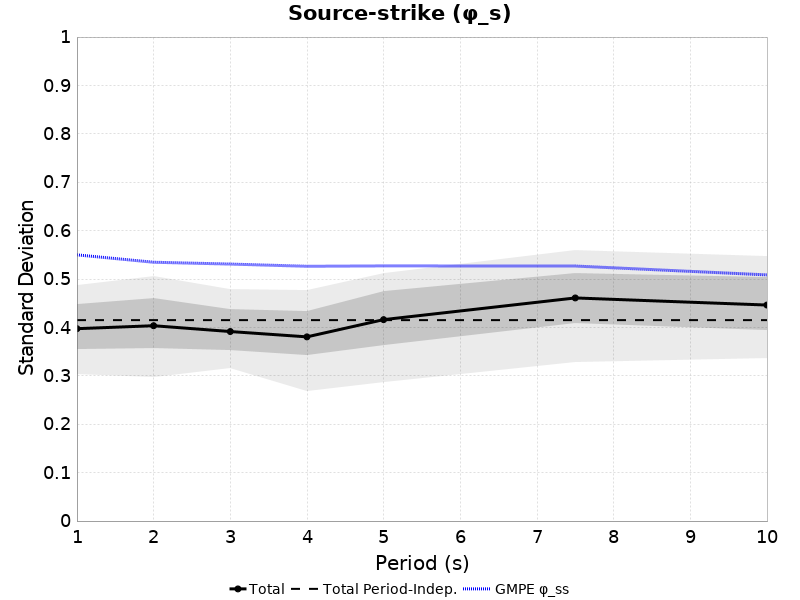 Source-strike (φ_s)
1
0.9
0.8
0.7
0.6
0.5
0.4
0.3
0.2
0.1
0
Standard Deviation
1 2 3 4 5 6 7 8 9 10
Period (s)
Total Total Period-Indep. GMPE φ_ss